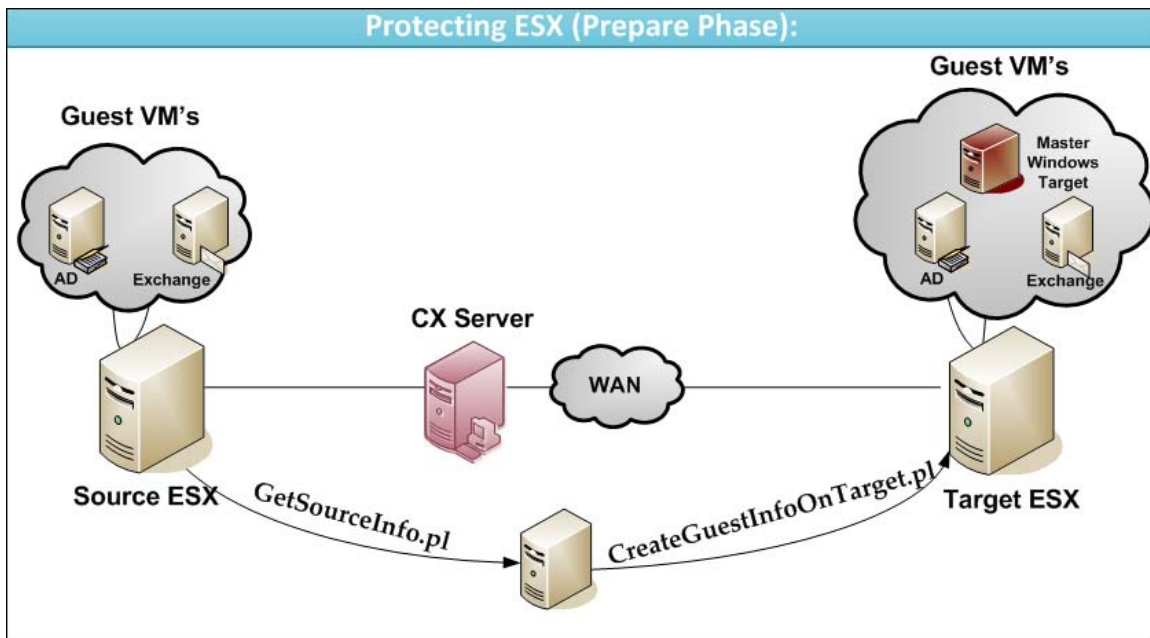 Protecting ESX (Prepare Phase):
Guest VM's
AD
Exchange
Source ESX
CX Server
WAN
Guest VM's
Master
Windows
Target
AD
Exchange
Target ESX
GetSourceInfo.pl
CreateGuestInfoOnTarget.pl